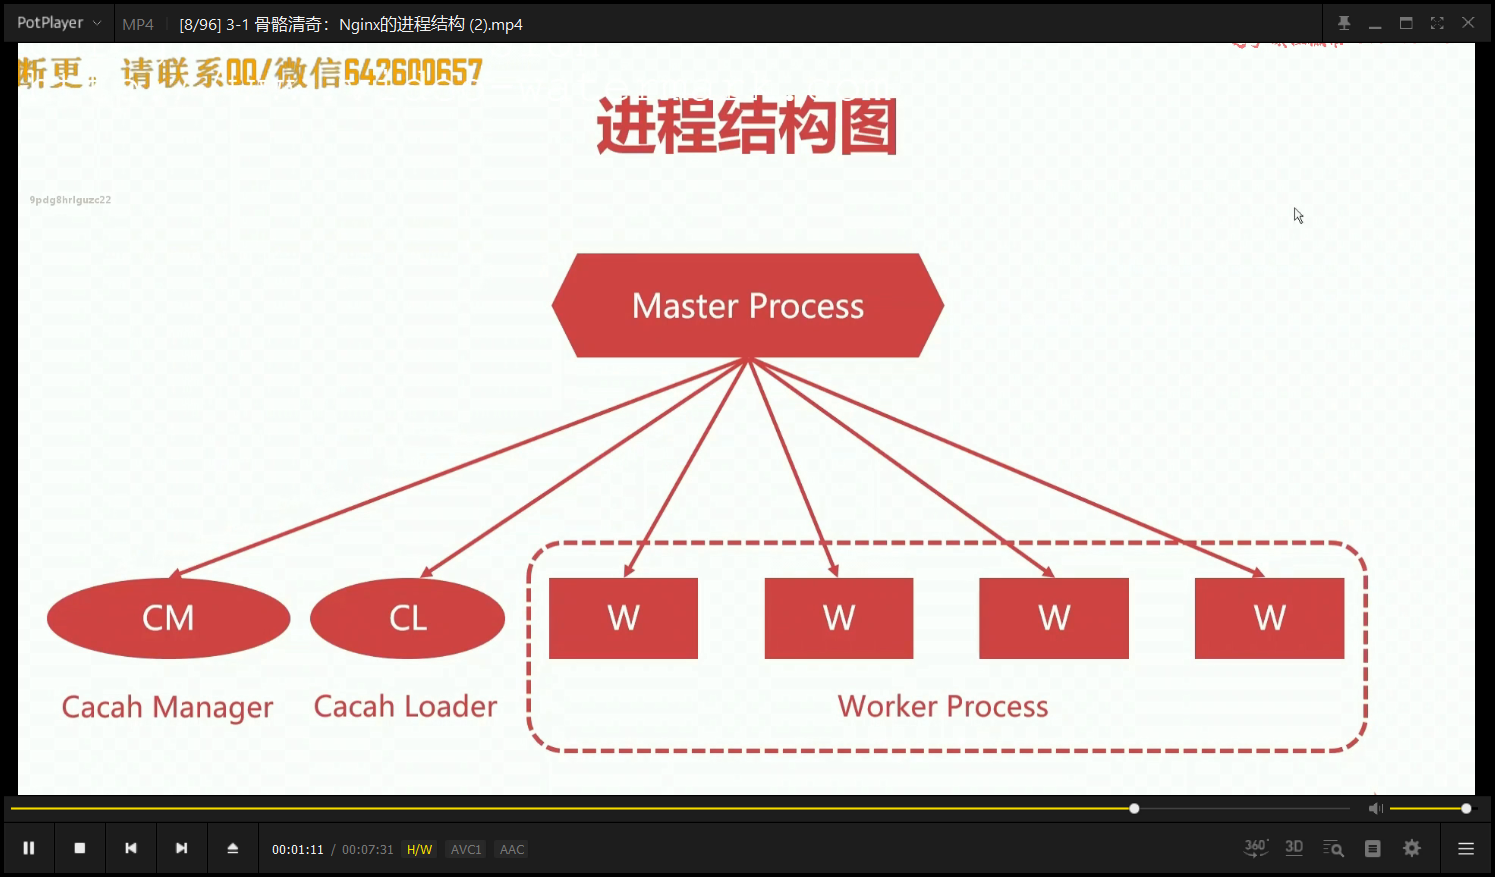 PotPlayer MP4 [8/96] 3-1 骨骼清奇：Nginx的进程结构 (2).mp4
断更 请联系QQ/微信642600657
进程结构图
9pdg8hrlguzc22
Master Process
CM CL W W W W
Cacah Manager Cacah Loader Worker Process
00:01:11 / 00:07:31 H/W AVC1 AAC 360° 3D